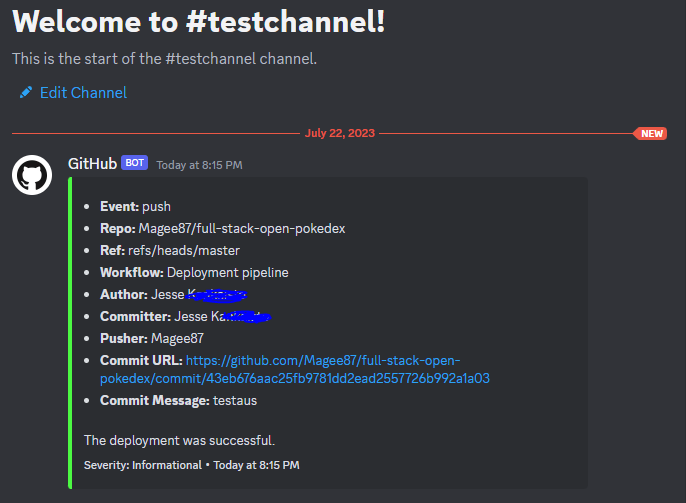 Welcome to #testchannel!
This is the start of the #testchannel channel.
Edit Channel
July 22, 2023
NEW
GitHub BOT Today at 8:15 PM
Event: push
Repo: Magee87/full-stack-open-pokedex
Ref: refs/heads/master
Workflow: Deployment pipeline
Author: Jesse
Committer: Jesse
Pusher: Magee87
Commit URL: https://github.com/Magee87/full-stack-open-
pokedex/commit/43eb676aac25fb9781dd2ead2557726b992a1a03
Commit Message: testaus
The deployment was successful.
Severity: Informational • Today at 8:15 PM